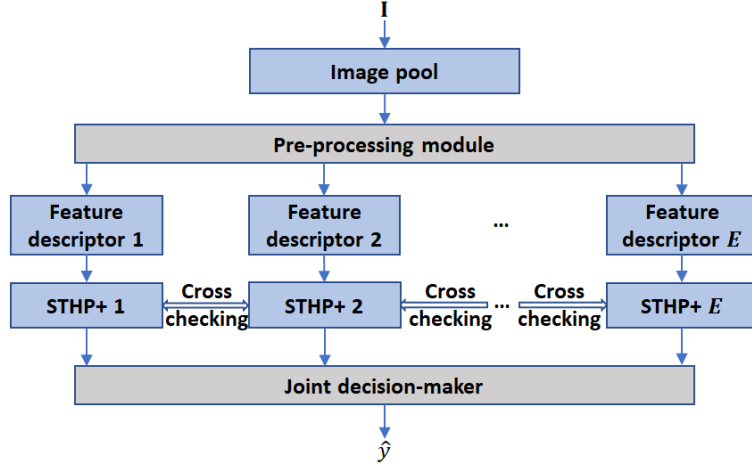 I
Image pool
Pre-processing module
Feature
descriptor 1
Feature
descriptor 2
...
Feature
descriptor E
STHP+ 1
Cross
checking
STHP+ 2
Cross
checking
...
Cross
checking
STHP+ E
Joint decision-maker
ŷ